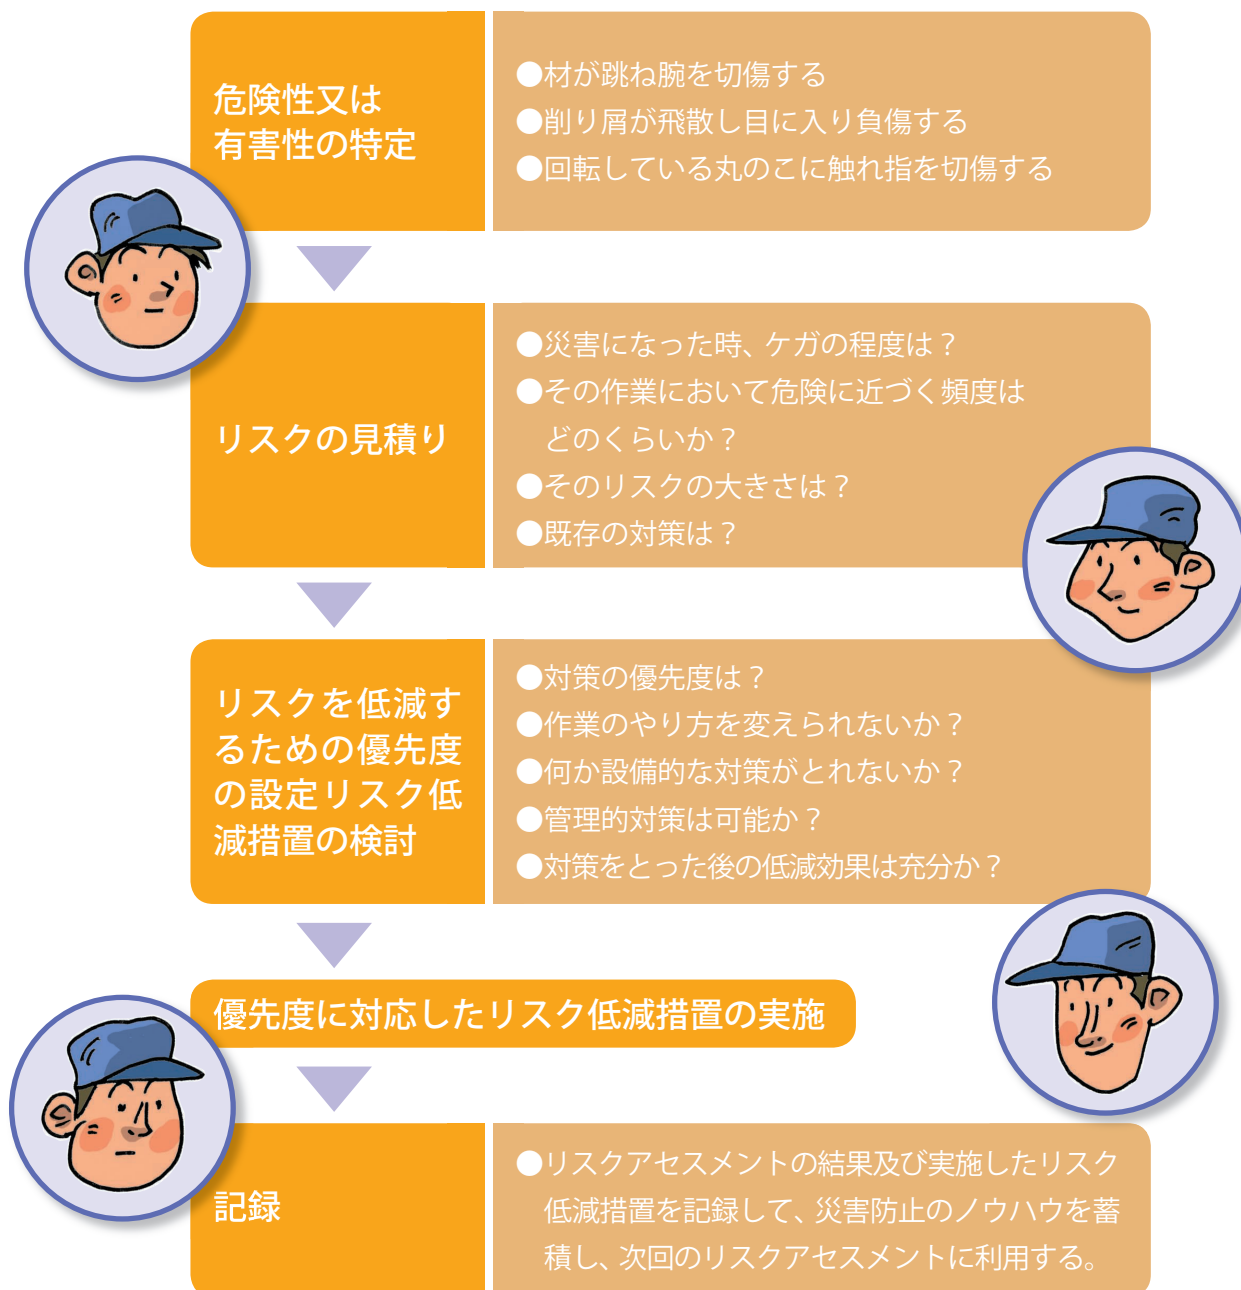 危険性又は
有害性の特定
●材が跳ね腕を切傷する
●削り屑が飛散し目に入り負傷する
●回転している丸のこに触れ指を切傷する
リスクの見積り
●災害になった時、ケガの程度は？
●その作業において危険に近づく頻度は
どのくらいか？
●そのリスクの大きさは？
●既存の対策は？
リスクを低減す
るための優先度
の設定リスク低
減措置の検討
●対策の優先度は？
●作業のやり方を変えられないか？
●何か設備的な対策がとれないか？
●管理的対策は可能か？
●対策をとった後の低減効果は充分か？
優先度に対応したリスク低減措置の実施
記録
●リスクアセスメントの結果及び実施したリスク
低減措置を記録して、災害防止のノウハウを蓄
積し、次回のリスクアセスメントに利用する。